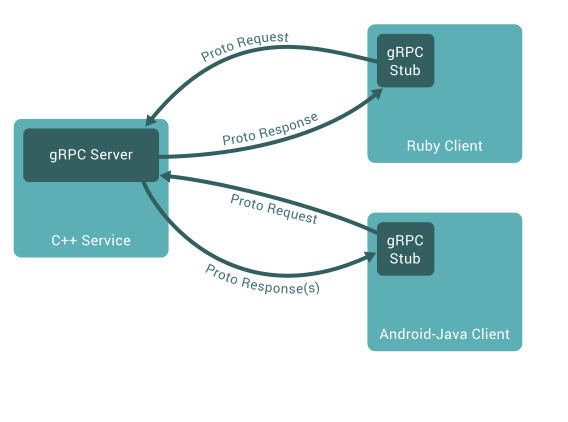 Proto Request
gRPC
Stub
Ruby Client
Proto Response
gRPC Server
C++ Service
Proto Request
gRPC
Stub
Proto Response(s)
Android-Java Client